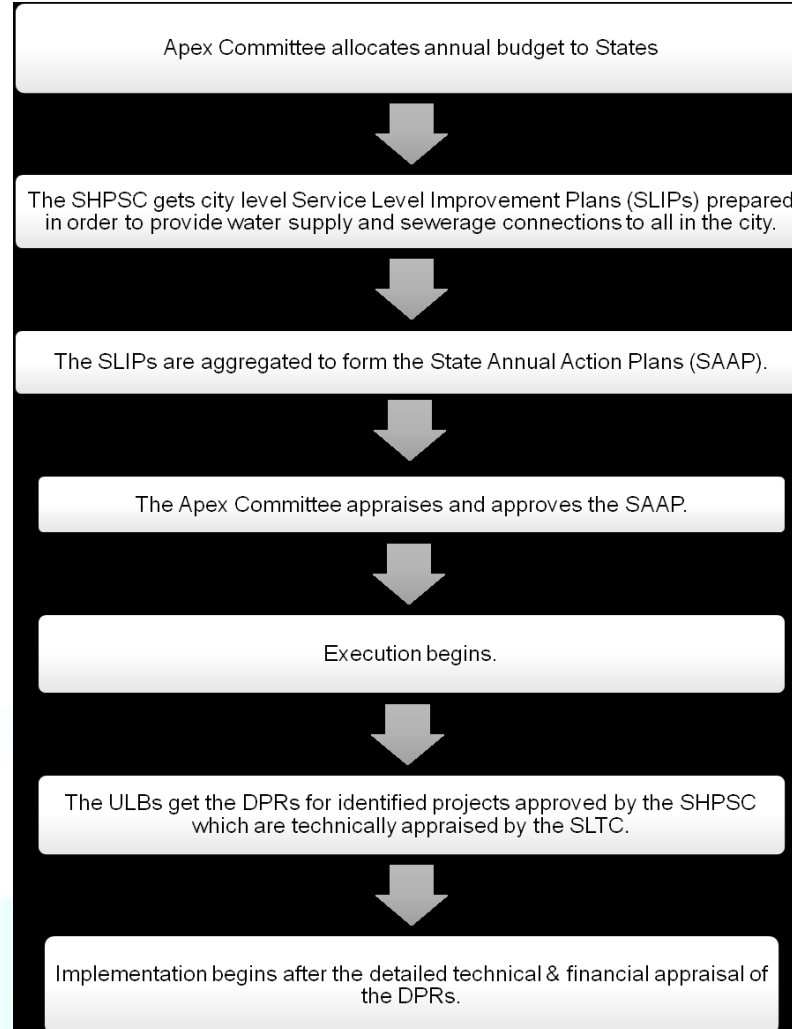 Apex Committee allocates annual budget to States
The SHPSC gets city level Service Level Improvement Plans (SLIPs) prepared
in order to provide water supply and sewerage connections to all in the city.
The SLIPs are aggregated to form the State Annual Action Plans (SAAP).
The Apex Committee appraises and approves the SAAP.
Execution begins.
The ULBs get the DPRs for identified projects approved by the SHPSC
which are technically appraised by the SLTC.
Implementation begins after the detailed technical & financial appraisal of
the DPRs.